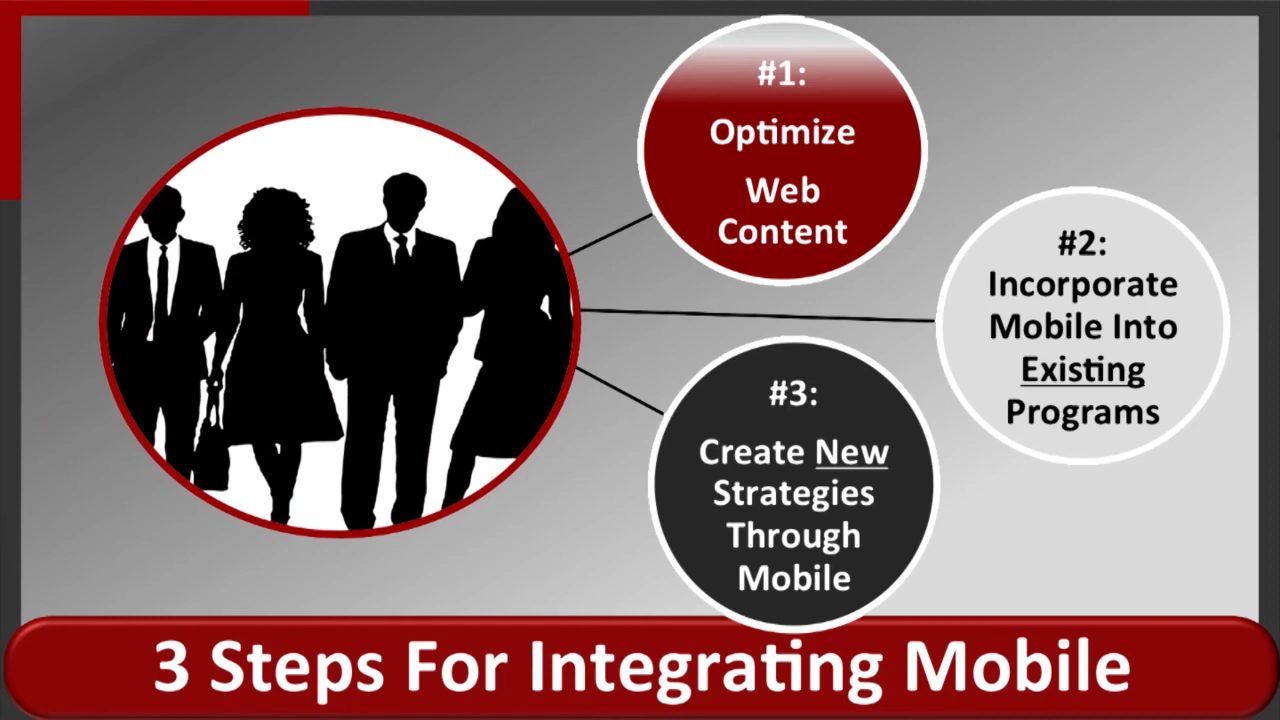 #1:
Optimize
Web
Content
#2:
Incorporate
Mobile Into
Existing
Programs
#3:
Create New
Strategies
Through
Mobile
3 Steps For Integrating Mobile